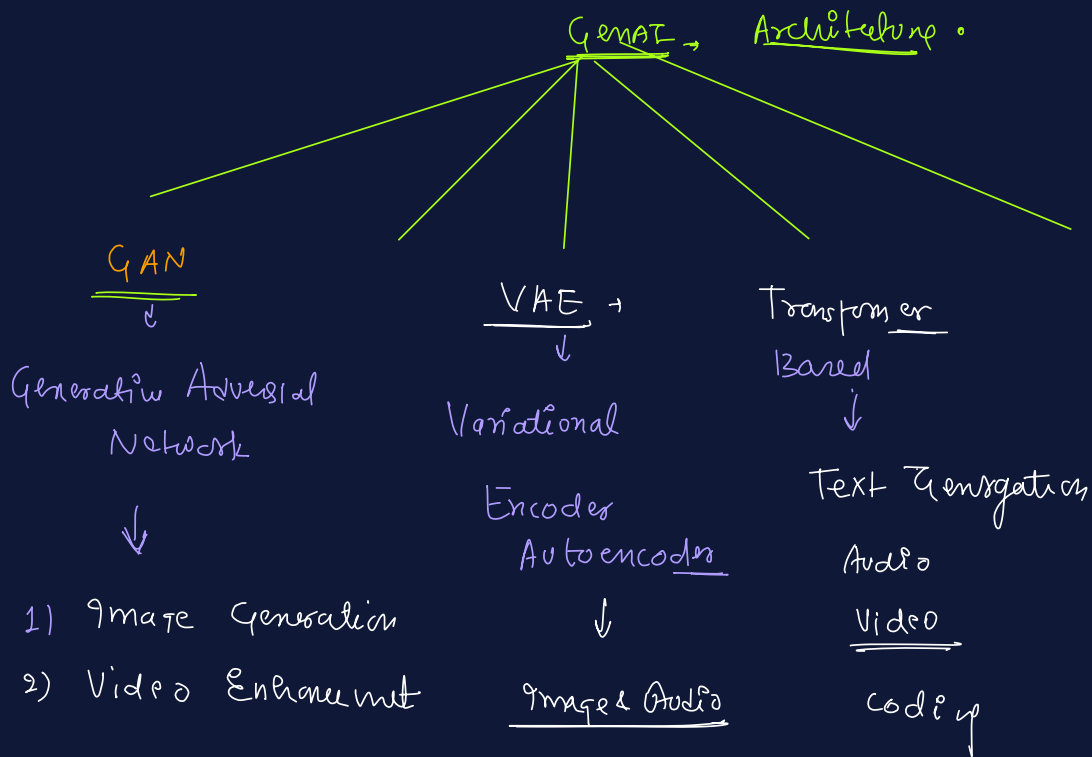 GenAI → Architecture.
GAN
Generative Adversial
Network
1) Image Generation
2) Video Enhancement
VAE →
Variational
Encoder
Autoencoder
Image & Audio
Transformer
Based
Text Generation
Audio
Video
Coding